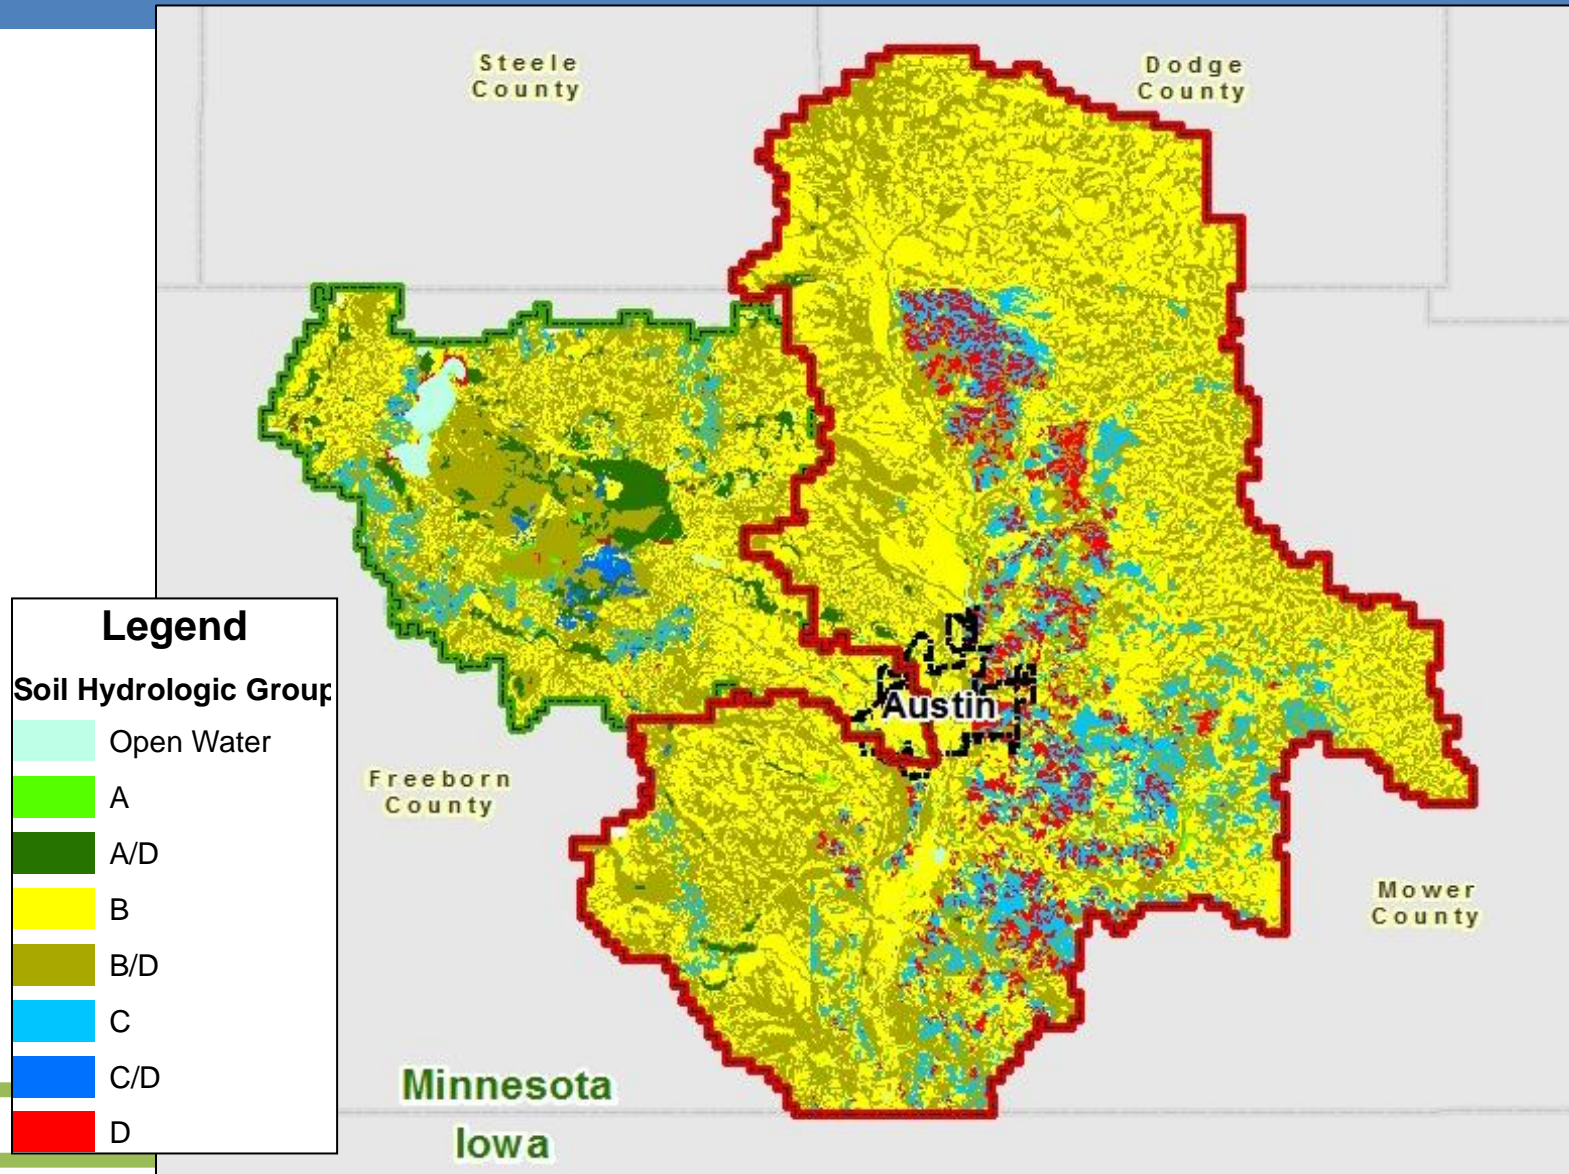 Steele
County
Dodge
County
Austin
Freeborn
County
Mower
County
Minnesota
Iowa
Legend
Soil Hydrologic Group
Open Water
A
A/D
B
B/D
C
C/D
D